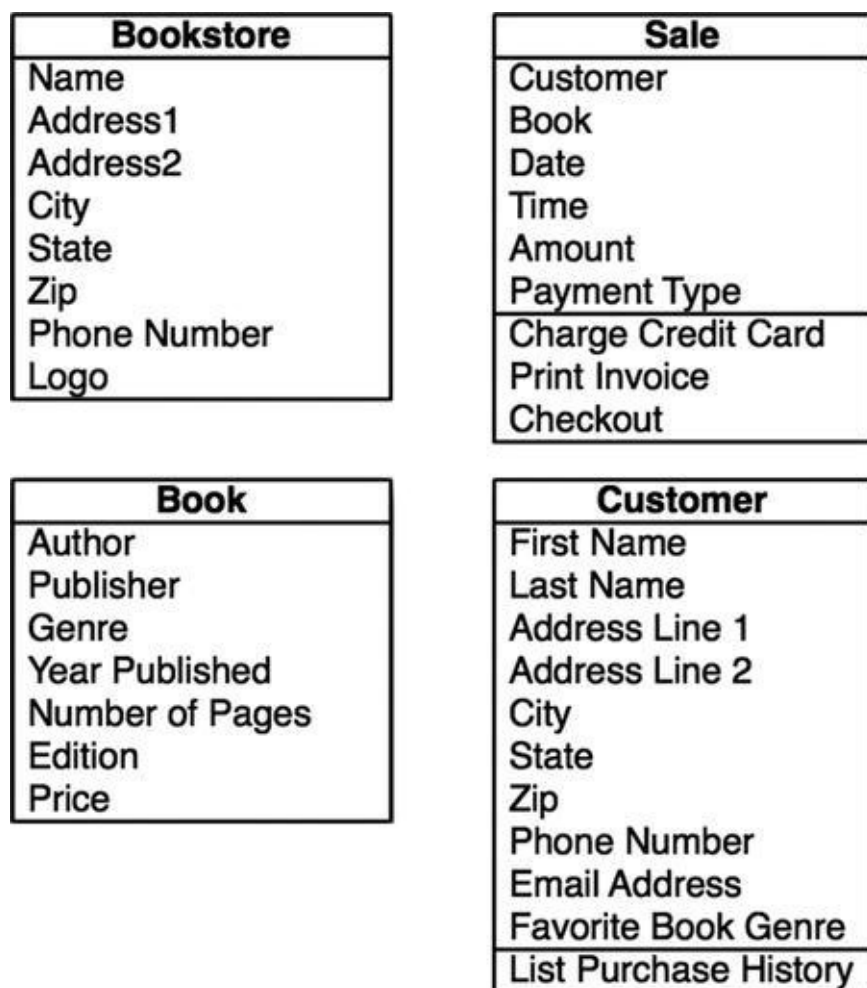 Bookstore
Name
Address1
Address2
City
State
Zip
Phone Number
Logo
Sale
Customer
Book
Date
Time
Amount
Payment Type
Charge Credit Card
Print Invoice
Checkout
Book
Author
Publisher
Genre
Year Published
Number of Pages
Edition
Price
Customer
First Name
Last Name
Address Line 1
Address Line 2
City
State
Zip
Phone Number
Email Address
Favorite Book Genre
List Purchase History